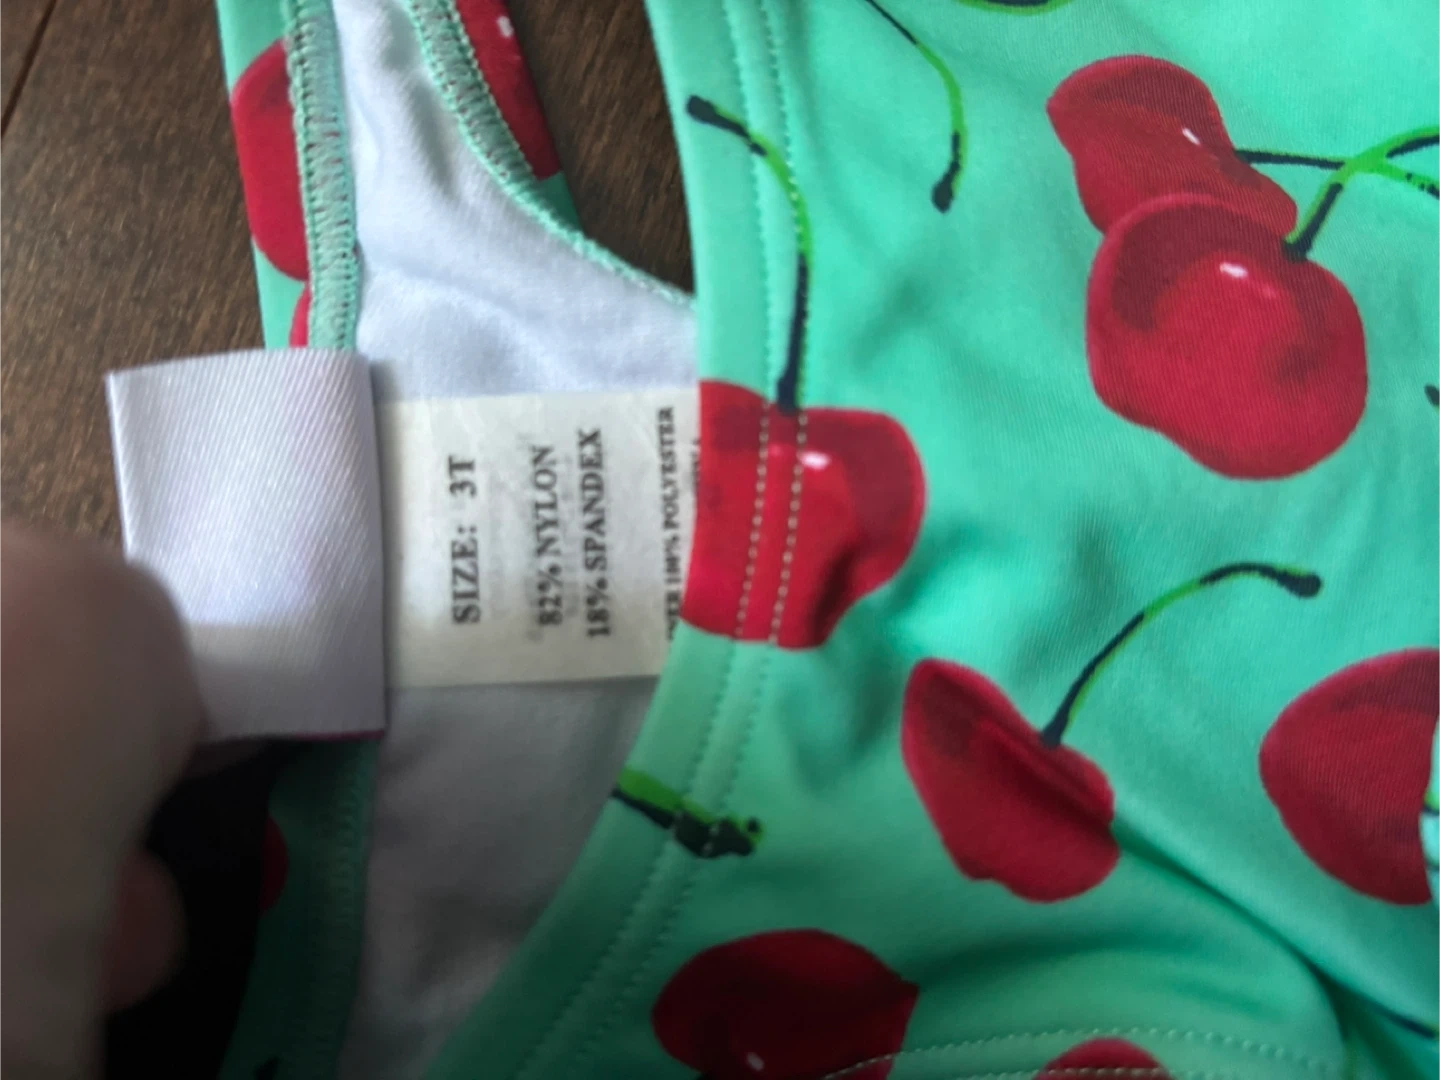 SIZE: 3T
82% NYLON
18% SPANDEX
100% POLYESTER